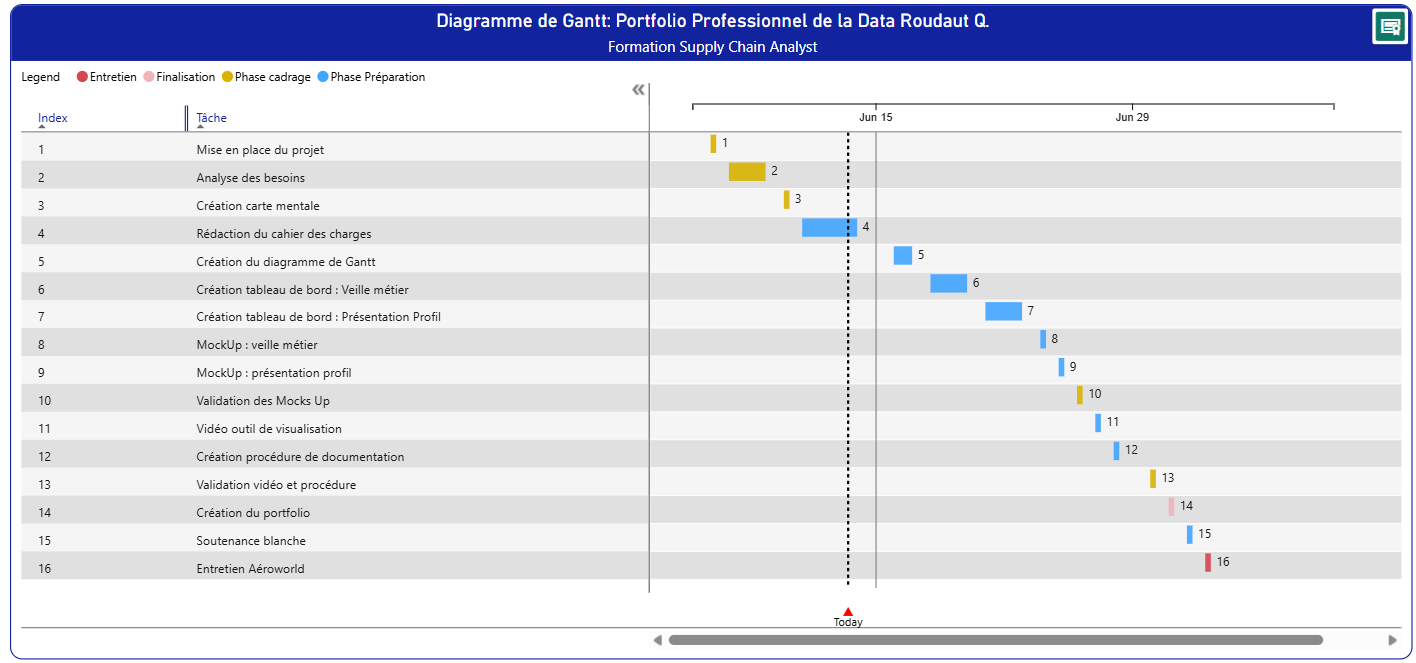 Diagramme de Gantt: Portfolio Professionnel de la Data Roudaut Q.
Formation Supply Chain Analyst
Legend Entretien Finalisation Phase cadrage Phase Préparation
Jun 15 Jun 29
Index Tâche
1 Mise en place du projet 1
2 Analyse des besoins 2
3 Création carte mentale 3
4 Rédaction du cahier des charges 4
5 Création du diagramme de Gantt 5
6 Création tableau de bord : Veille métier 6
7 Création tableau de bord : Présentation Profil 7
8 MockUp : veille métier 8
9 MockUp : présentation profil 9
10 Validation des Mocks Up 10
11 Vidéo outil de visualisation 11
12 Création procédure de documentation 12
13 Validation vidéo et procédure 13
14 Création du portfolio 14
15 Soutenance blanche 15
16 Entretien Aéroworld 16
Today